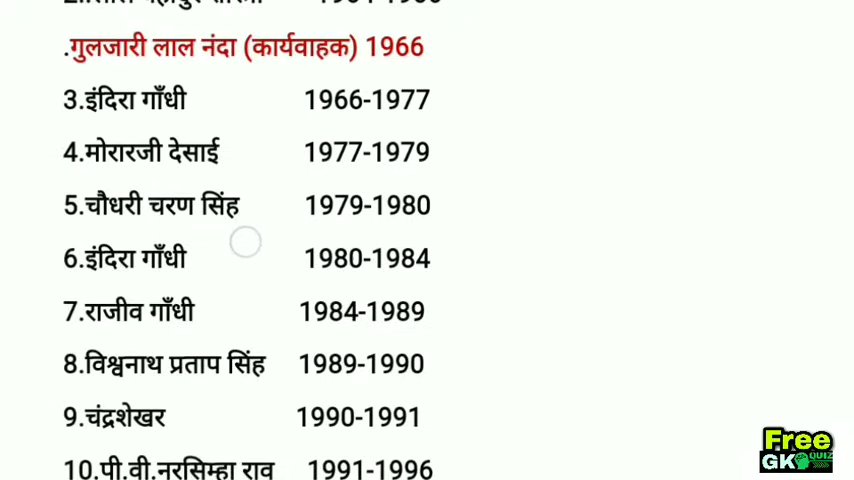 .गुलजारी लाल नंदा (कार्यवाहक) 1966
3.इंदिरा गाँधी 1966-1977
4.मोरारजी देसाई 1977-1979
5.चौधरी चरण सिंह 1979-1980
6.इंदिरा गाँधी 1980-1984
7.राजीव गाँधी 1984-1989
8.विश्वनाथ प्रताप सिंह 1989-1990
9.चंद्रशेखर 1990-1991
10.पी.वी.नरसिम्हा राव 1991-1996
Free
GK QUIZ